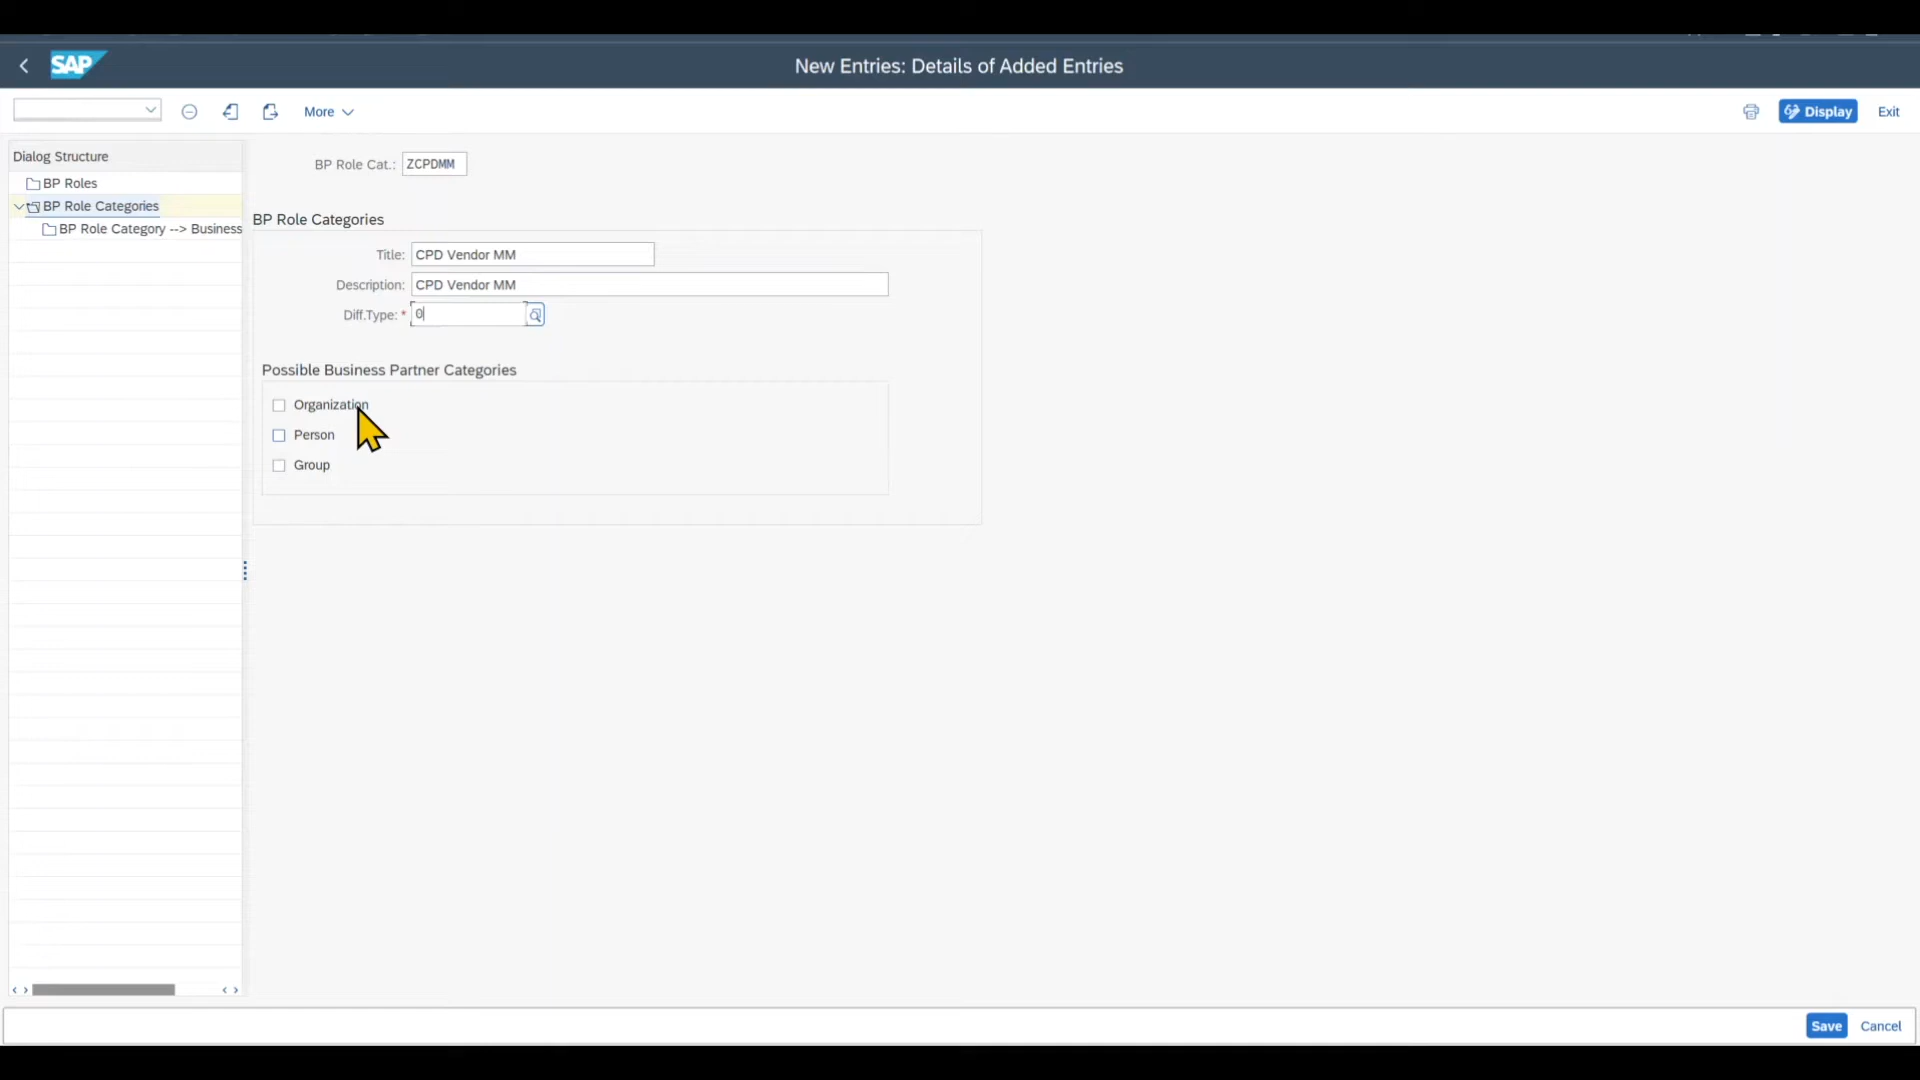 SAP
New Entries: Details of Added Entries
More
Display
Exit
Dialog Structure
BP Roles
BP Role Categories
BP Role Category --> Business
BP Role Cat.: ZCPDMM
BP Role Categories
Title: CPD Vendor MM
Description: CPD Vendor MM
Diff.Type: * 0
Possible Business Partner Categories
Organization
Person
Group
Save
Cancel